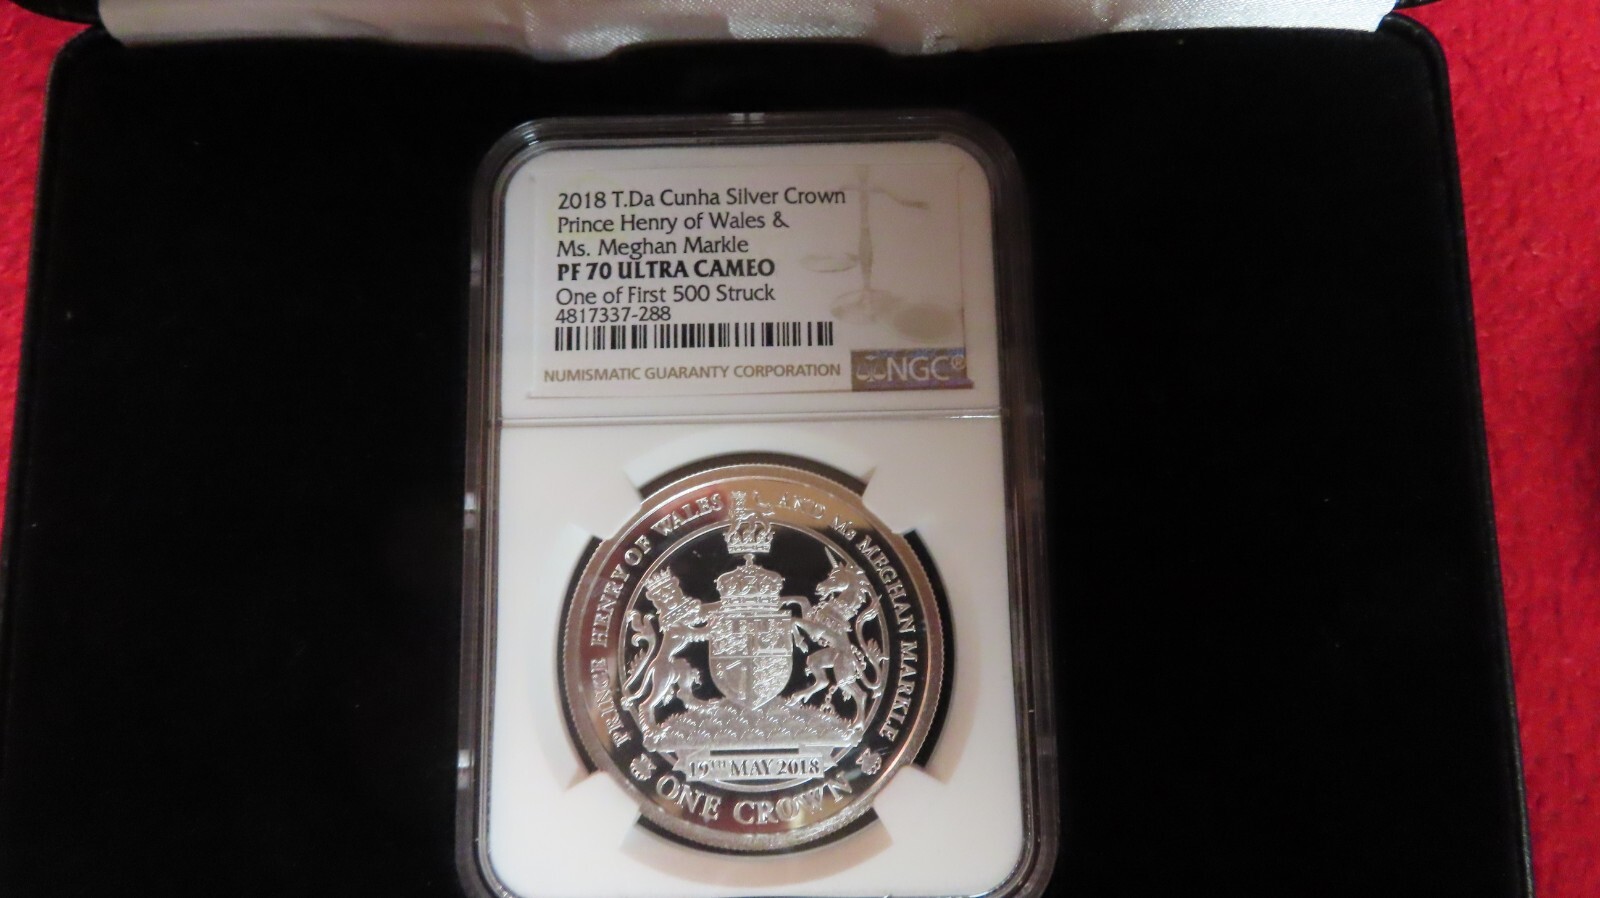 2018 T.Da Cunha Silver Crown
Prince Henry of Wales &
Ms. Meghan Markle
PF 70 ULTRA CAMEO
One of First 500 Struck
4817337-288
NUMISMATIC GUARANTY CORPORATION
NGC®
PRINCE HENRY OF WALES AND Ms MEGHAN MARKLE
19TH MAY 2018
ONE CROWN